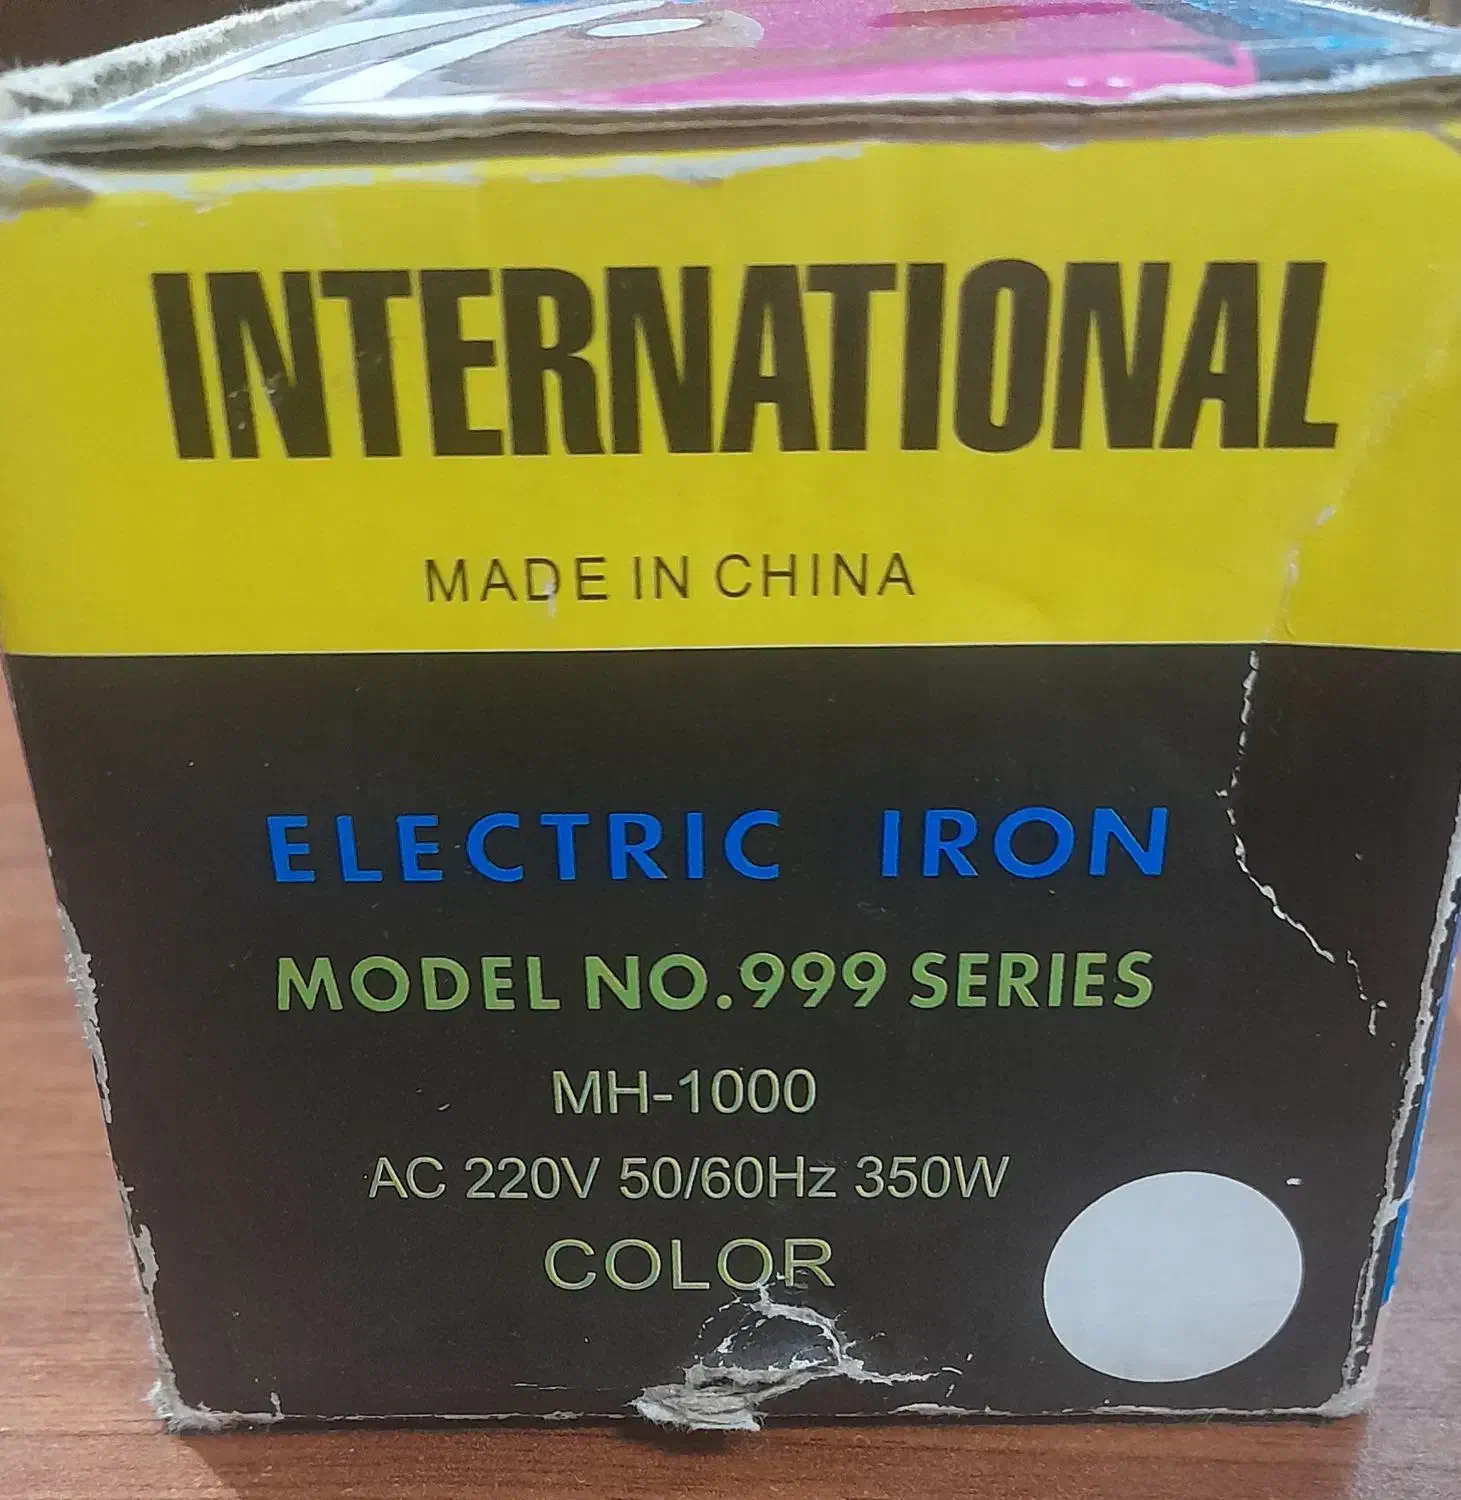 INTERNATIONAL
MADE IN CHINA
ELECTRIC IRON
MODEL NO.999 SERIES
MH-1000
AC 220V 50/60Hz 350W
COLOR